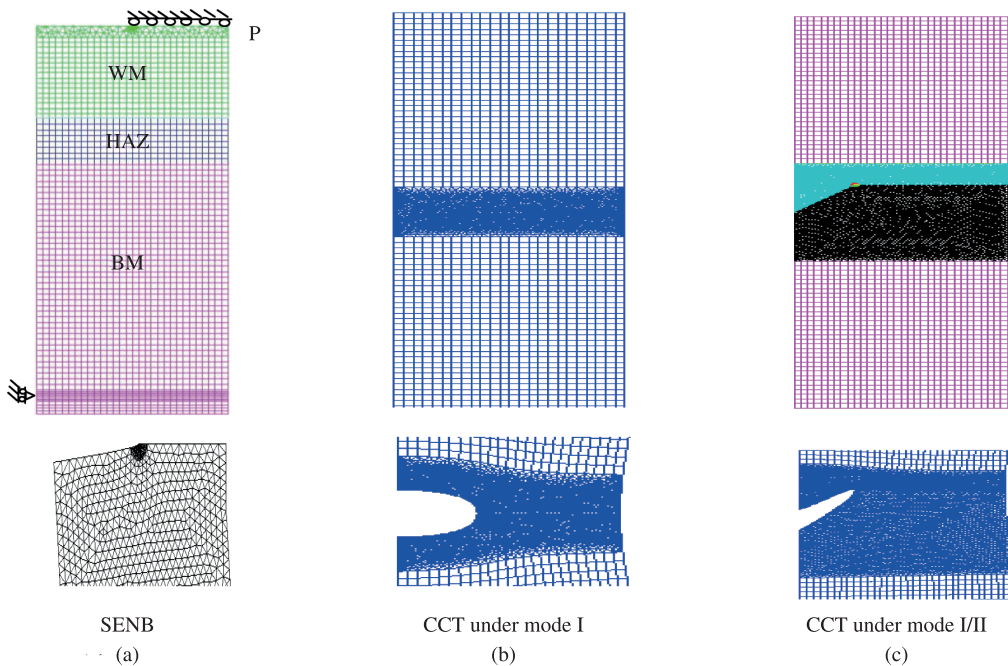 P
WM
HAZ
BM
SENB
(a)
CCT under mode I
(b)
CCT under mode I/II
(c)